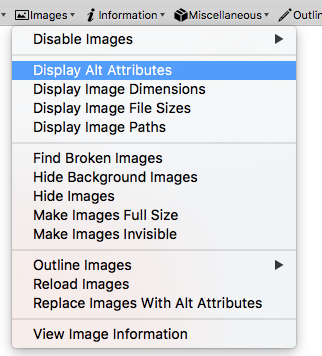 Images Information Miscellaneous Outlin
Disable Images
Display Alt Attributes
Display Image Dimensions
Display Image File Sizes
Display Image Paths
Find Broken Images
Hide Background Images
Hide Images
Make Images Full Size
Make Images Invisible
Outline Images
Reload Images
Replace Images With Alt Attributes
View Image Information